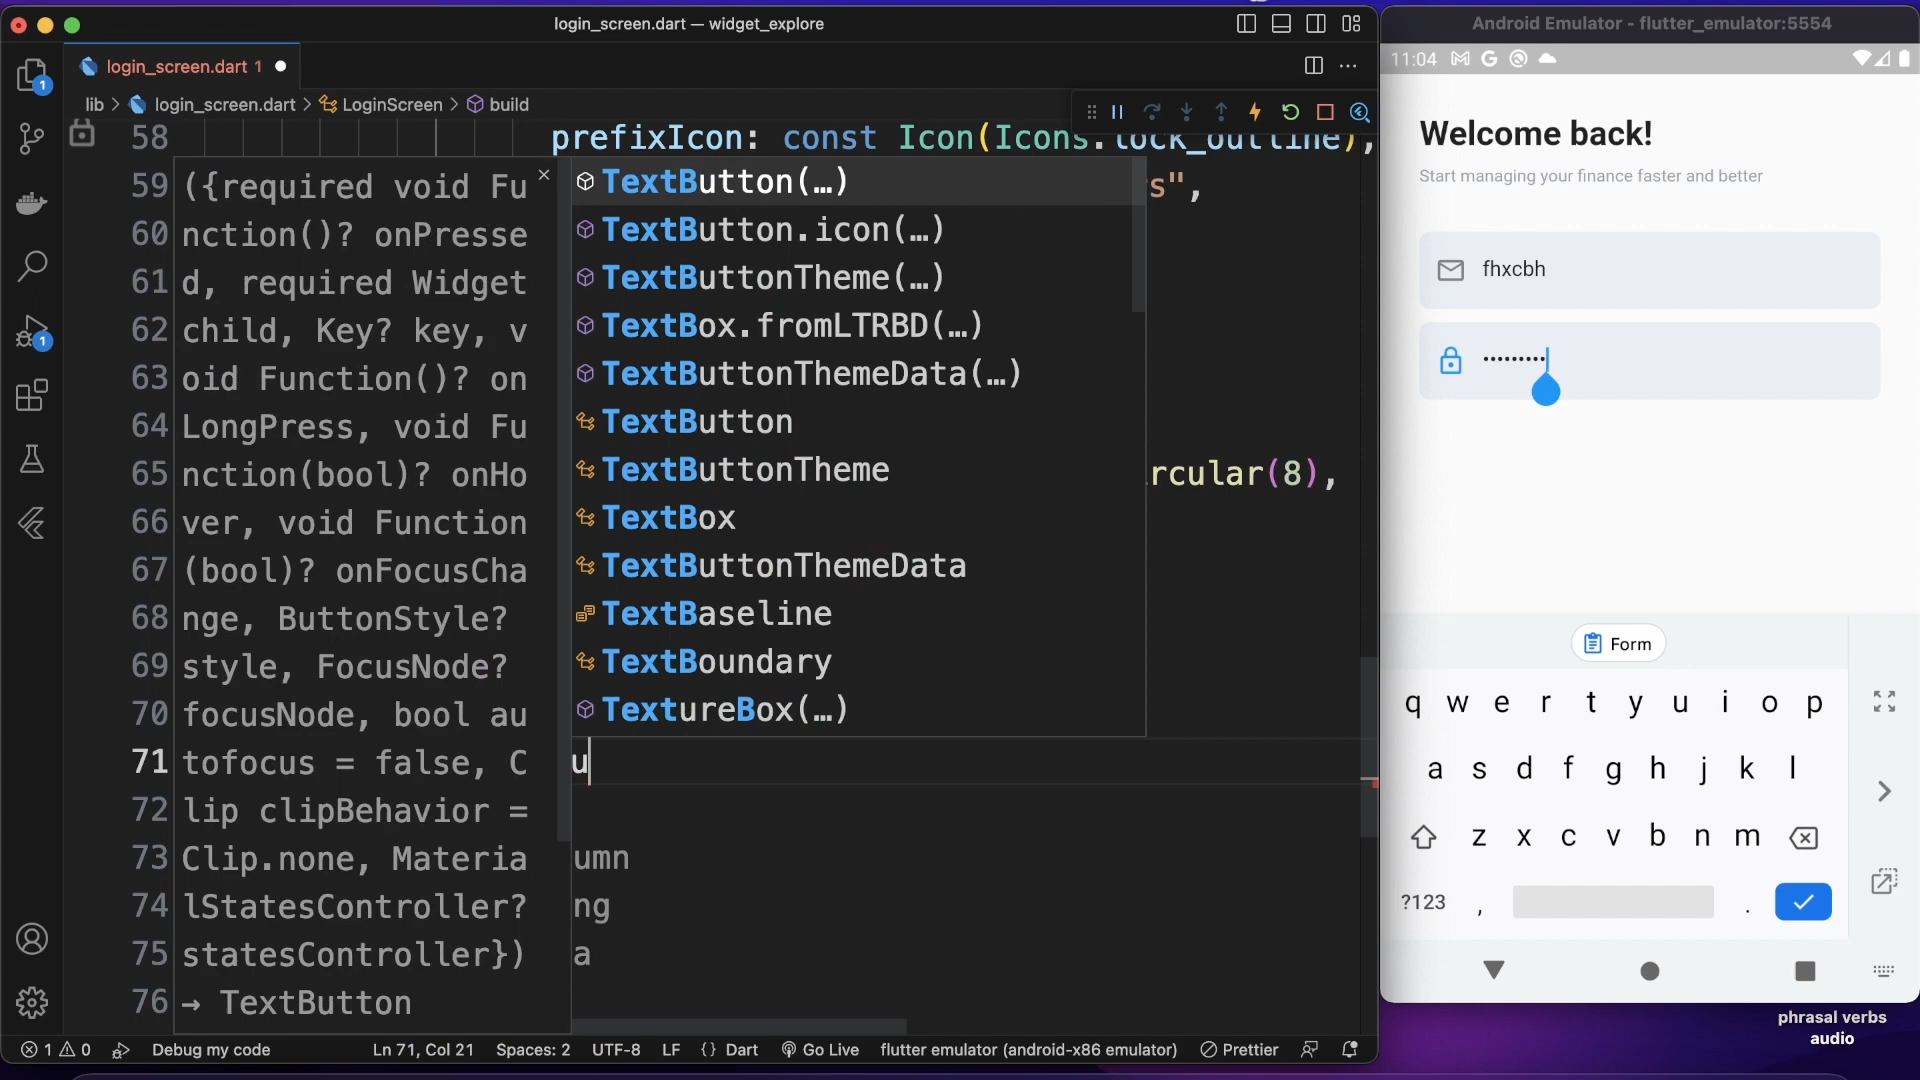 login_screen.dart — widget_explore
login_screen.dart 1
lib > login_screen.dart > LoginScreen > build
58 prefixIcon: const Icon(Icons.lock_outline),
59 ({required void Fu
60 nction()? onPresse
61 d, required Widget
62 child, Key? key, v
63 oid Function()? on
64 LongPress, void Fu
65 nction(bool)? onHo
66 ver, void Function
67 (bool)? onFocusCha
68 nge, ButtonStyle?
69 style, FocusNode?
70 focusNode, bool au
71 tofocus = false, C
72 lip clipBehavior =
73 Clip.none, Materia
74 lStatesController?
75 statesController})
76 → TextButton
TextButton(…)
TextButton.icon(…)
TextButtonTheme(…)
TextBox.fromLTRBD(…)
TextButtonThemeData(…)
TextButton
TextButtonTheme
TextBox
TextButtonThemeData
TextBaseline
TextBoundary
TextureBox(…)
s",
rcular(8),
u
umn
ng
a
1 0 Debug my code Ln 71, Col 21 Spaces: 2 UTF-8 LF {} Dart Go Live flutter emulator (android-x86 emulator) Prettier
1
1
Android Emulator - flutter_emulator:5554
11:04
Welcome back!
Start managing your finance faster and better
fhxcbh
•••••••••
Form
q w e r t y u i o p
a s d f g h j k l
z x c v b n m
?123 , .
phrasal verbs
audio